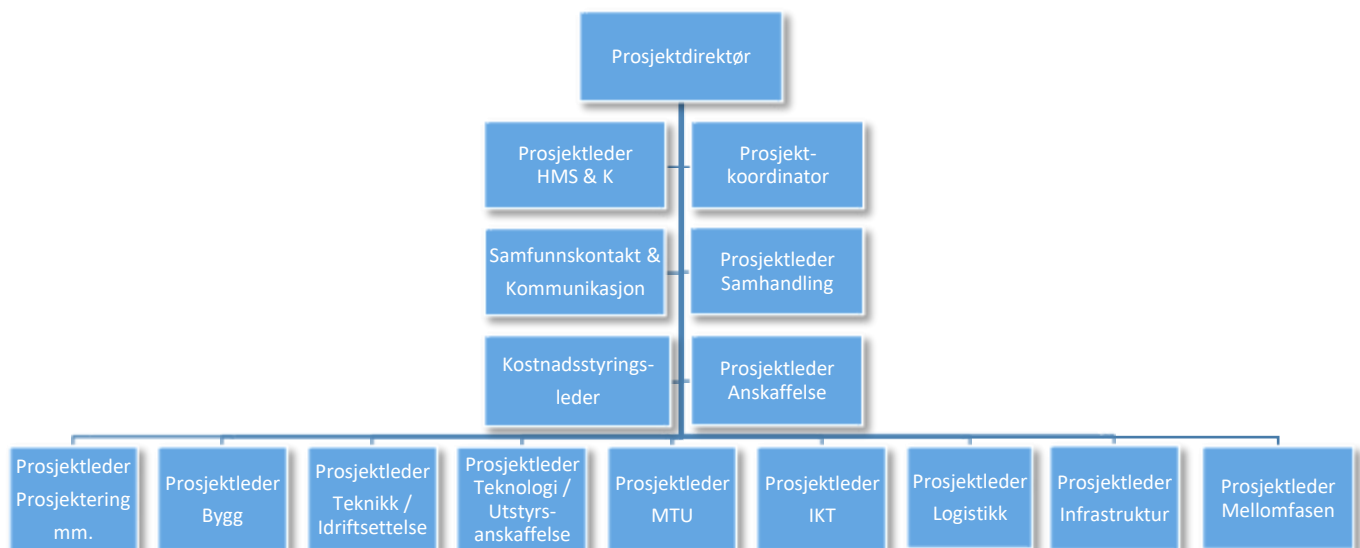 Prosjektdirektør
Prosjektleder
HMS & K
Prosjekt-
koordinator
Samfunnskontakt &
Kommunikasjon
Prosjektleder
Samhandling
Kostnadsstyrings-
leder
Prosjektleder
Anskaffelse
Prosjektleder
Prosjektering
mm.
Prosjektleder
Bygg
Prosjektleder
Teknikk /
Idriftsettelse
Prosjektleder
Teknologi /
Utstyrs-
anskaffelse
Prosjektleder
MTU
Prosjektleder
IKT
Prosjektleder
Logistikk
Prosjektleder
Infrastruktur
Prosjektleder
Mellomfasen